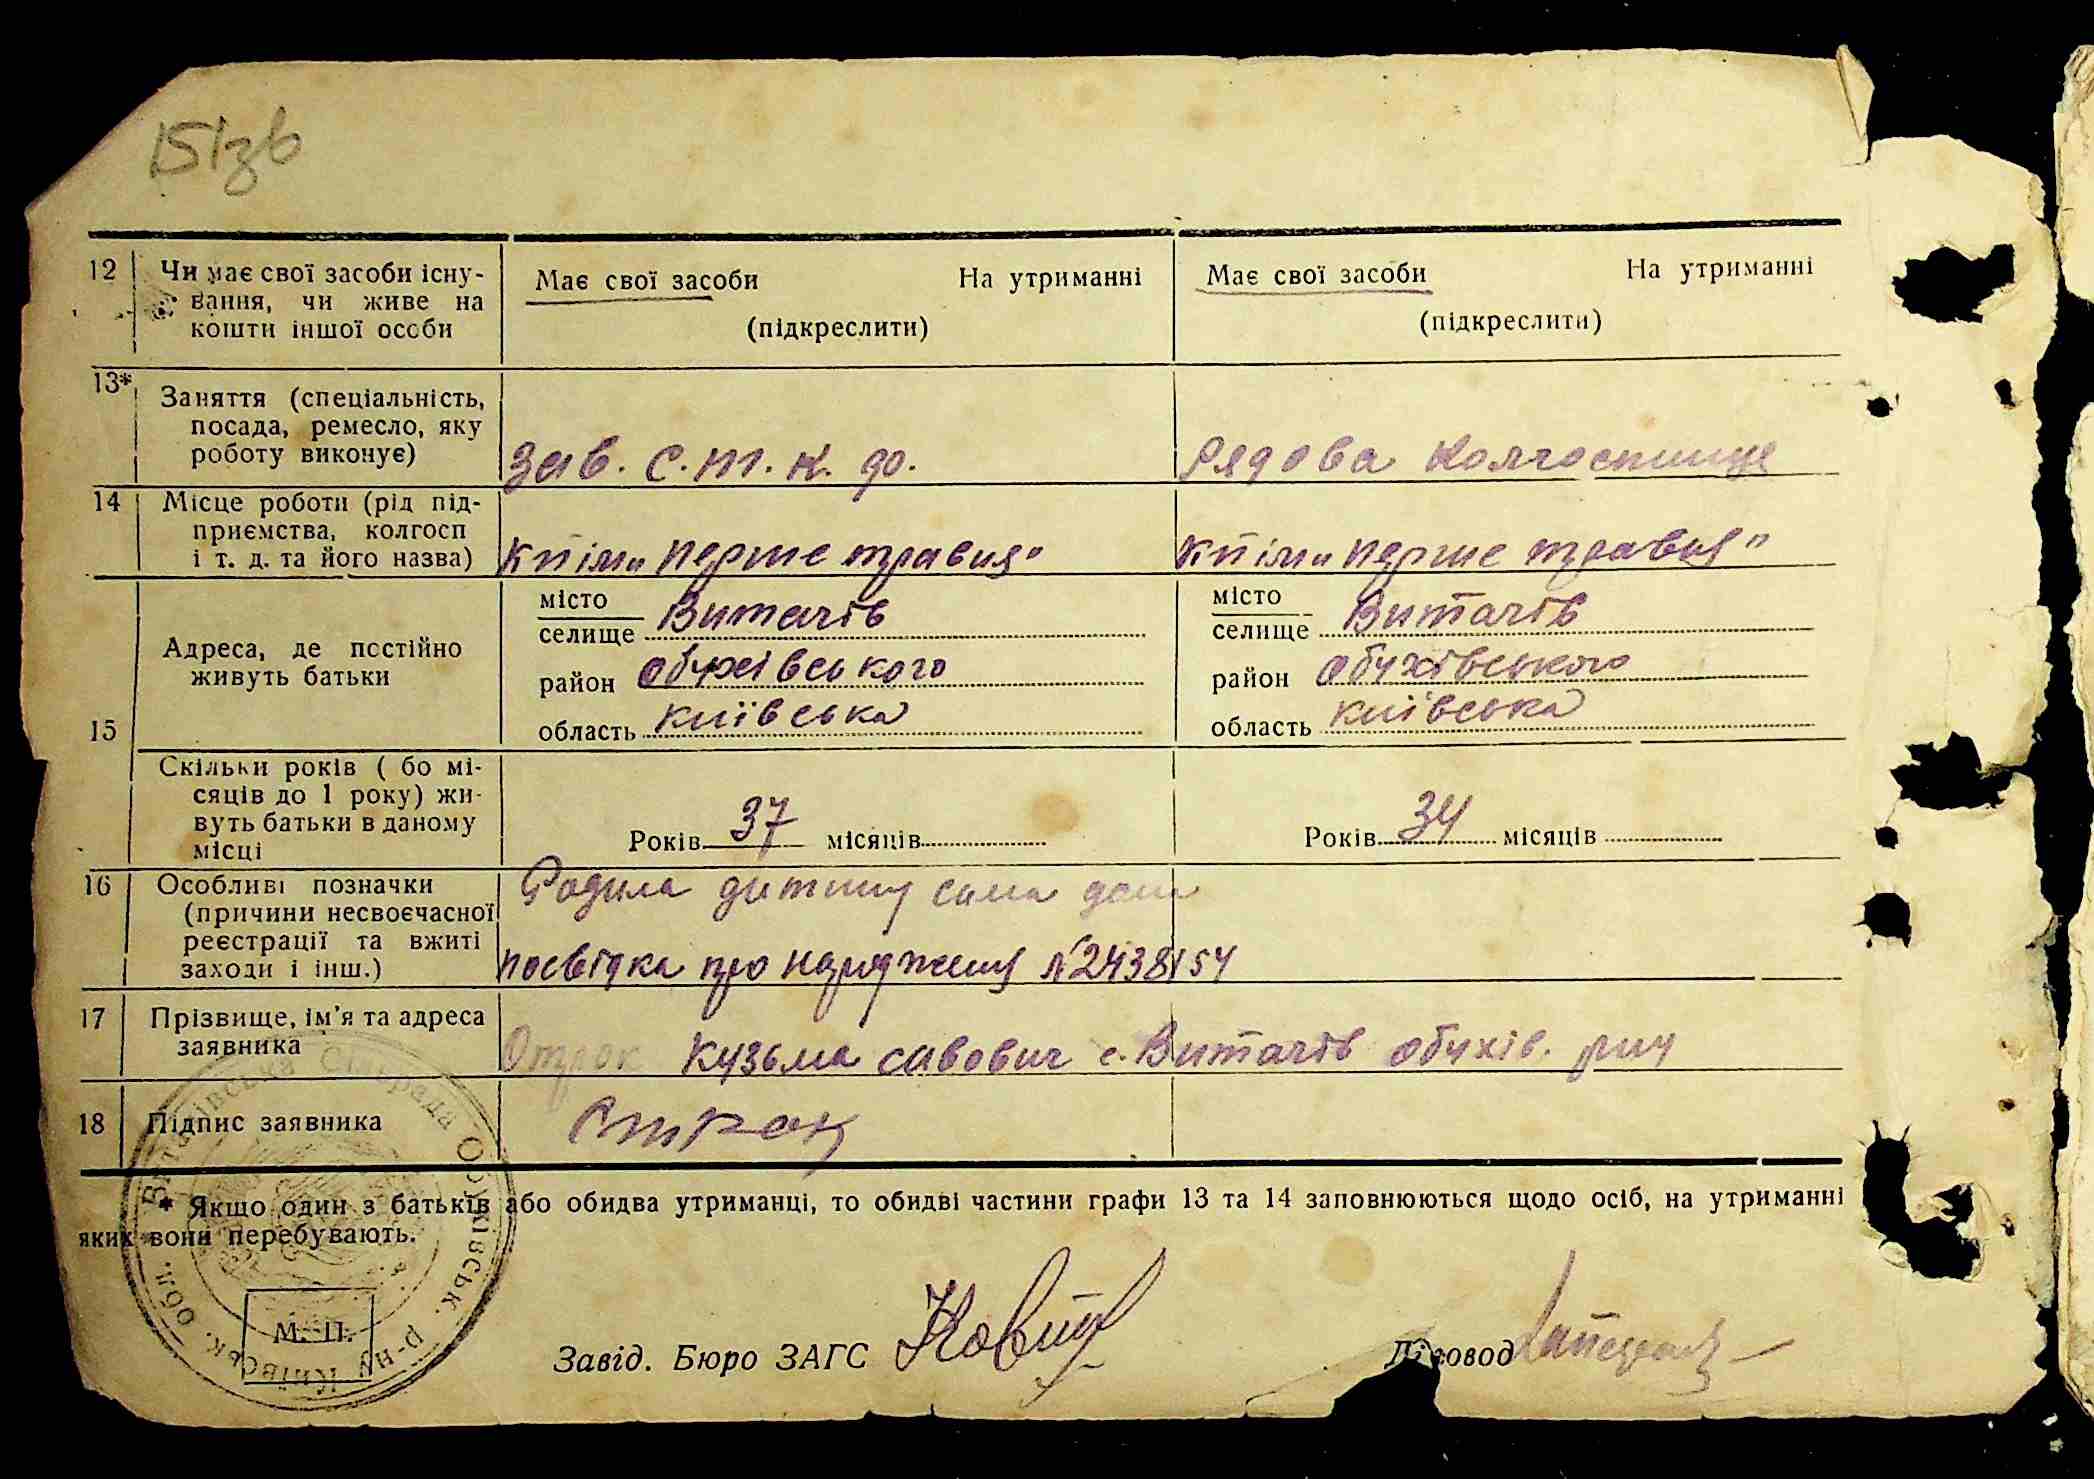 151зв
12 Чи має свої засоби існу-
вання, чи живе на
кошти іншої особи
Має свої засоби На утриманні
(підкреслити)
Має свої засоби На утриманні
(підкреслити)
13*
Заняття (спеціальність,
посада, ремесло, яку
роботу виконує)
Зав. С. т. к. до.
Рядова колгоспниця
14 Місце роботи (рід під-
приємства, колгосп
і т. д. та його назва)
"Перше травня"
"Перше травня"
15
Адреса, де постійно
живуть батьки
місто
селище Витачів
район Обухівського
область Київська
місто
селище Витачів
район Обухівського
область Київська
Скільки років ( бо мі-
сяців до 1 року) жи-
вуть батьки в даному
місці
Років 37 місяців
Років 34 місяців
16 Особливі позначки
(причини несвоєчасної
реєстрації та вжиті
заходи і інш.)
Родила дитину сама дома
посвідка про народження №2438154
17 Прізвище, ім'я та адреса
заявника
Отрок Кузьма Савович с. Витачів Обухів. р-ну
18 Підпис заявника
Отрок
* Якщо один з батьків або обидва утриманці, то обидві частини графи 13 та 14 заповнюються щодо осіб, на утриманні
яких вони перебувають.
М. П.
Завід. Бюро ЗАГС
Діловод